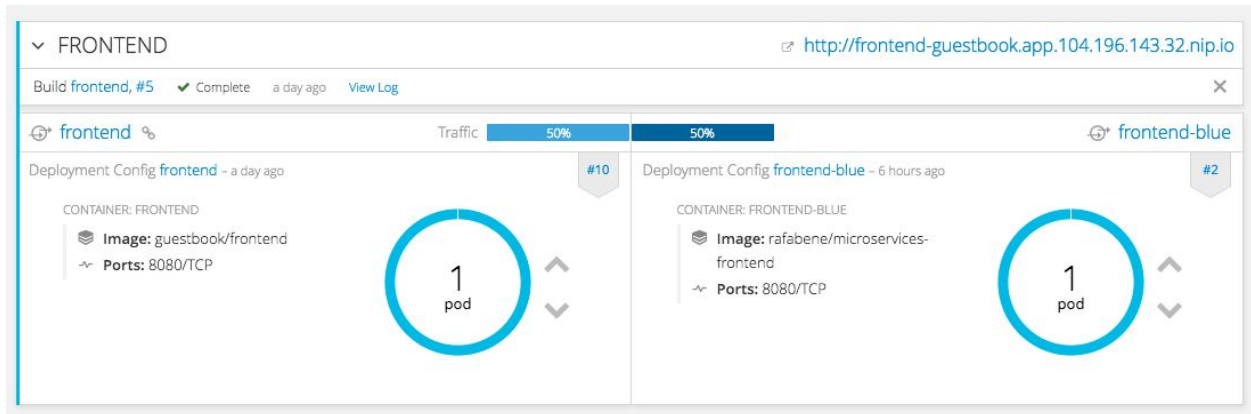 FRONTEND
http://frontend-guestbook.app.104.196.143.32.nip.io
Build frontend, #5 Complete a day ago View Log
frontend
Traffic 50%
50%
frontend-blue
Deployment Config frontend – a day ago
#10
CONTAINER: FRONTEND
Image: guestbook/frontend
Ports: 8080/TCP
1
pod
Deployment Config frontend-blue – 6 hours ago
#2
CONTAINER: FRONTEND-BLUE
Image: rafabene/microservices-
frontend
Ports: 8080/TCP
1
pod